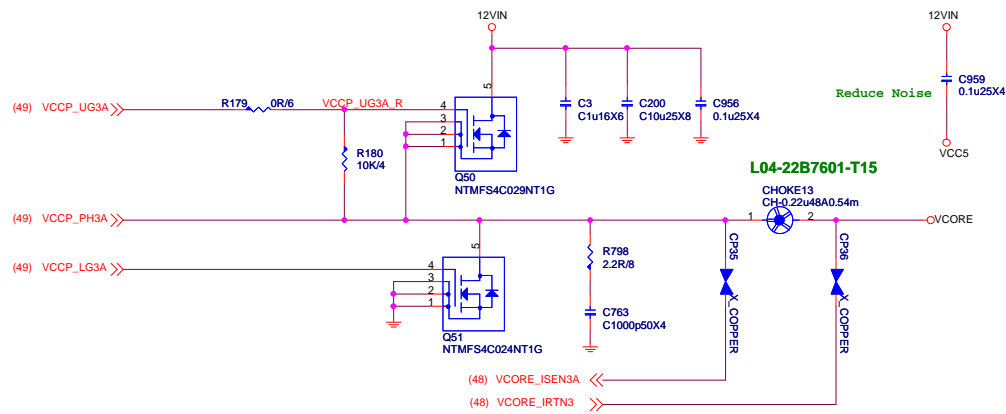 12VIN
12VIN
5
(49) VCCP_UG3A
R179
0R/6
VCCP_UG3A_R
4
3
2
1
C3
C1u16X6
C200
C10u25X8
C956
0.1u25X4
Reduce Noise
C959
0.1u25X4
R180
10K/4
VCC5
Q50
NTMFS4C029NT1G
L04-22B7601-T15
CHOKE13
CH-0.22u48A0.54m
(49) VCCP_PH3A
1
2
VCORE
5
CP35
CP36
(49) VCCP_LG3A
4
3
2
1
R798
2.2R/8
X_COPPER
X_COPPER
C763
C1000p50X4
Q51
NTMFS4C024NT1G
(48) VCORE_ISEN3A
(48) VCORE_IRTN3